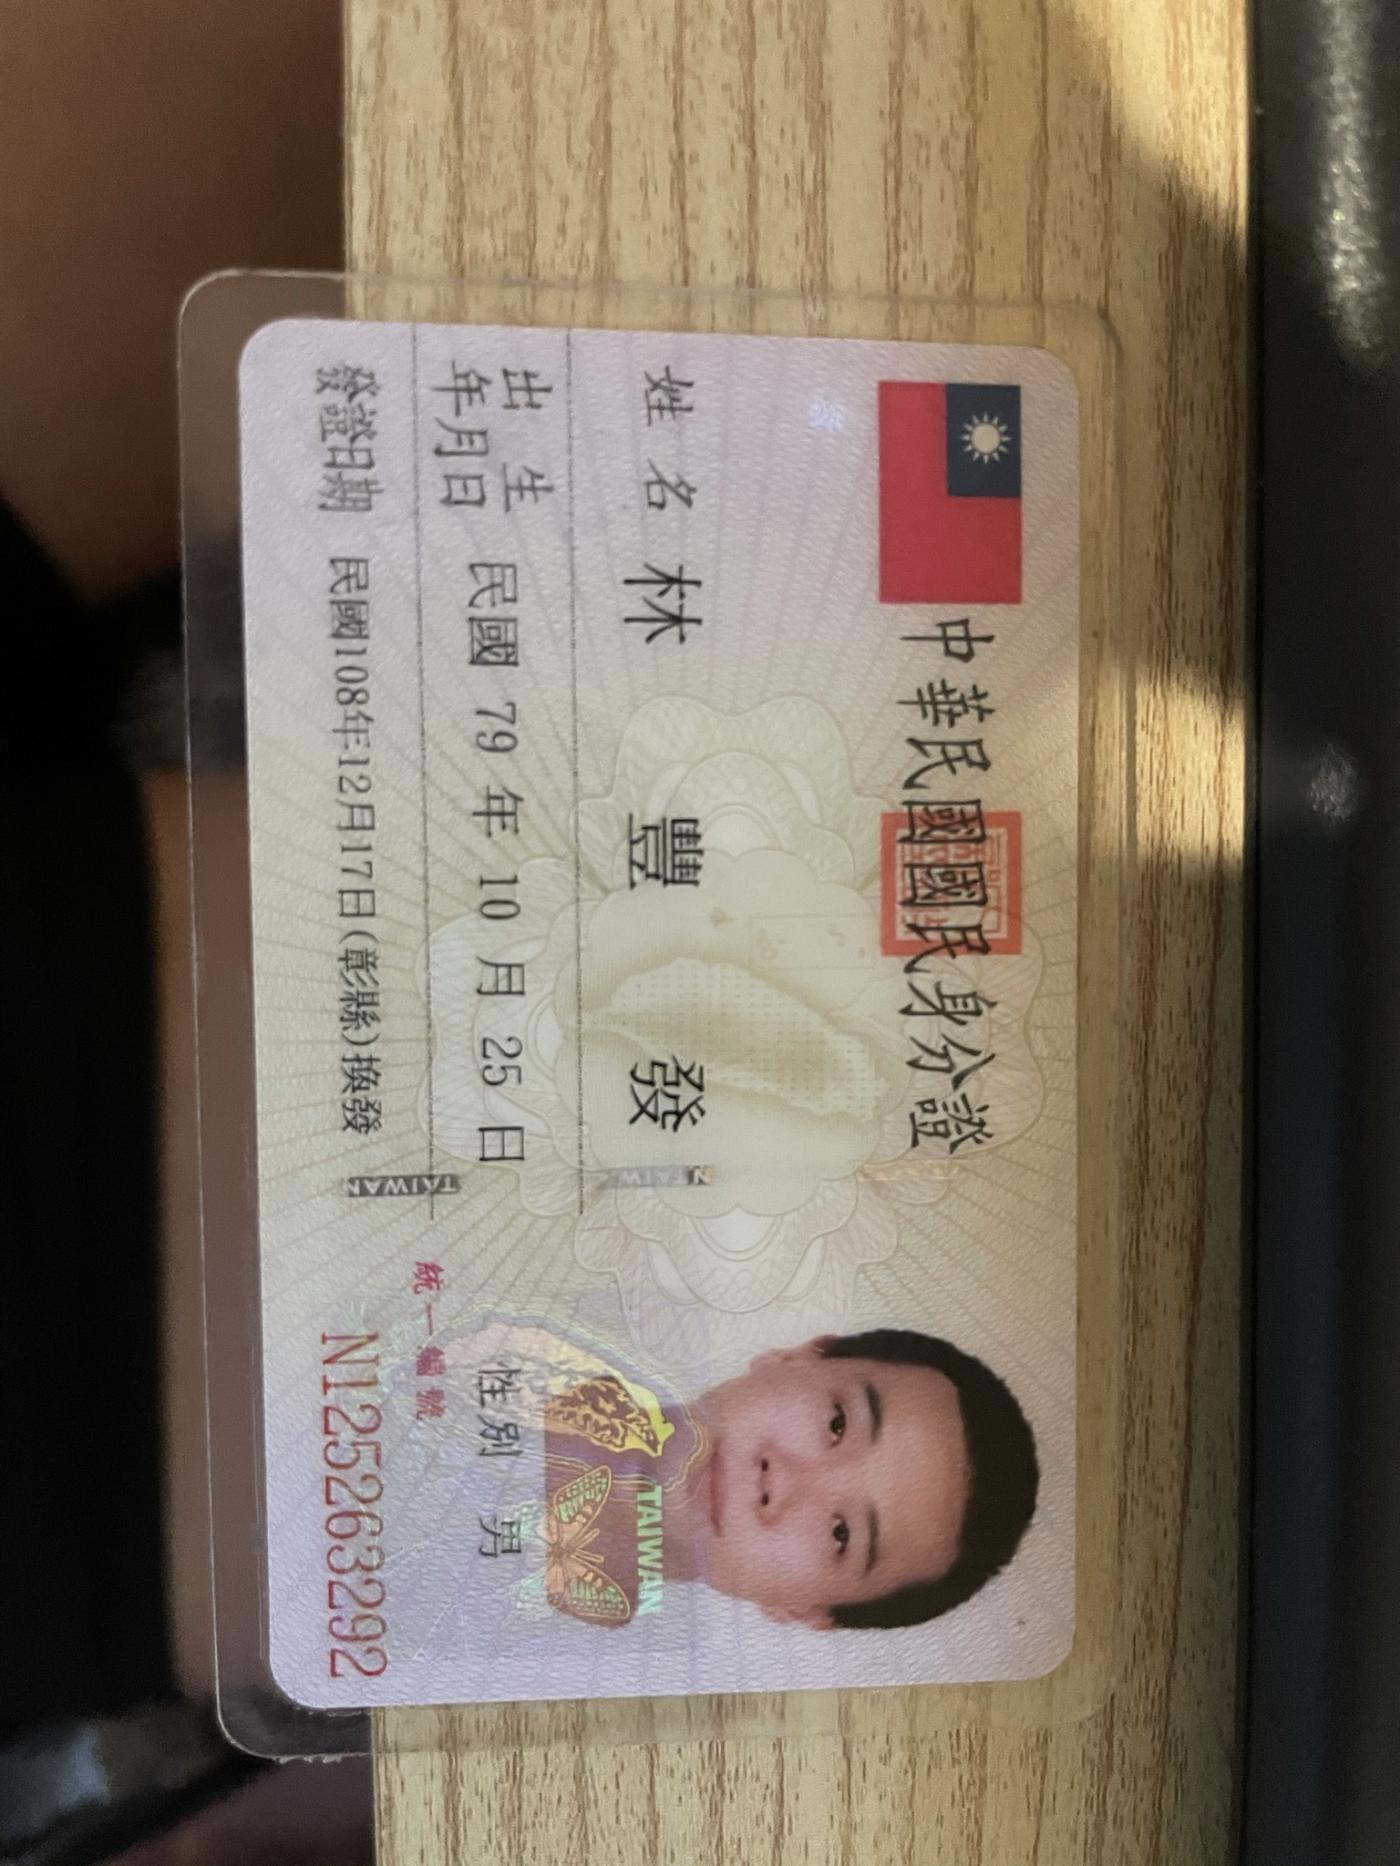 中華民國國民身分證
姓名 林豐發
出生年月日 民國 79 年 10 月 25 日
性別 男
發證日期 民國108年12月17日(彰縣)換發
統一編號
N125263292
TAIWAN
TAIWAN